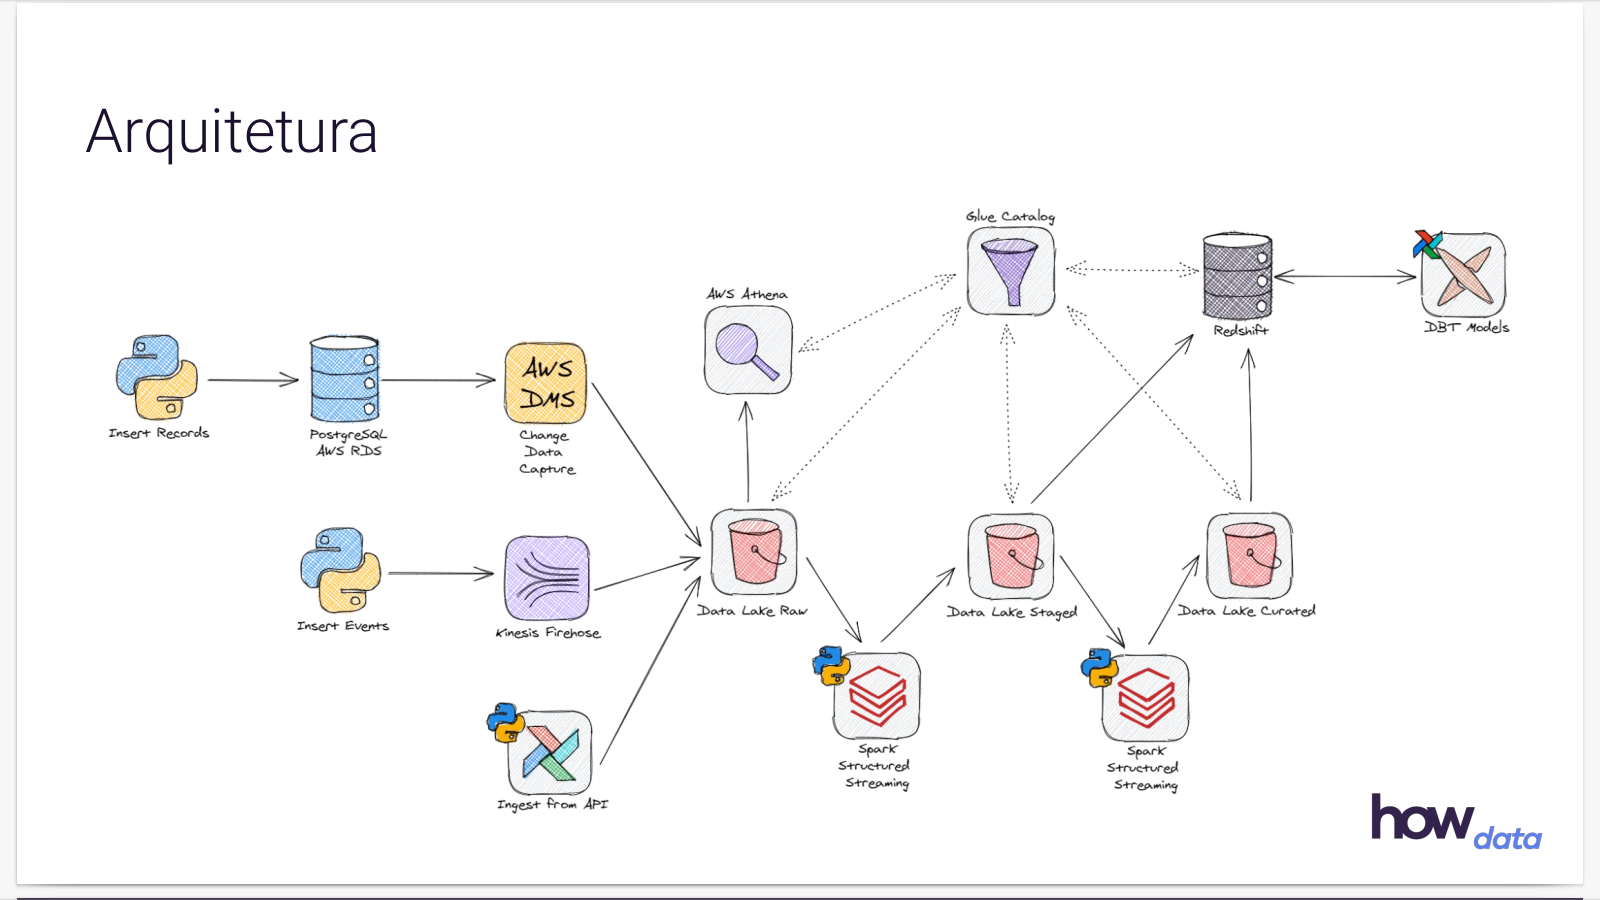 Arquitetura
Glue Catalog
AWS Athena
Redshift
DBT Models
AWS
DMS
Insert Records
PostgreSQL
AWS RDS
Change
Data
Capture
Insert Events
Kinesis Firehose
Data Lake Raw
Data Lake Staged
Data Lake Curated
Ingest from API
Spark
Structured
Streaming
Spark
Structured
Streaming
how
data